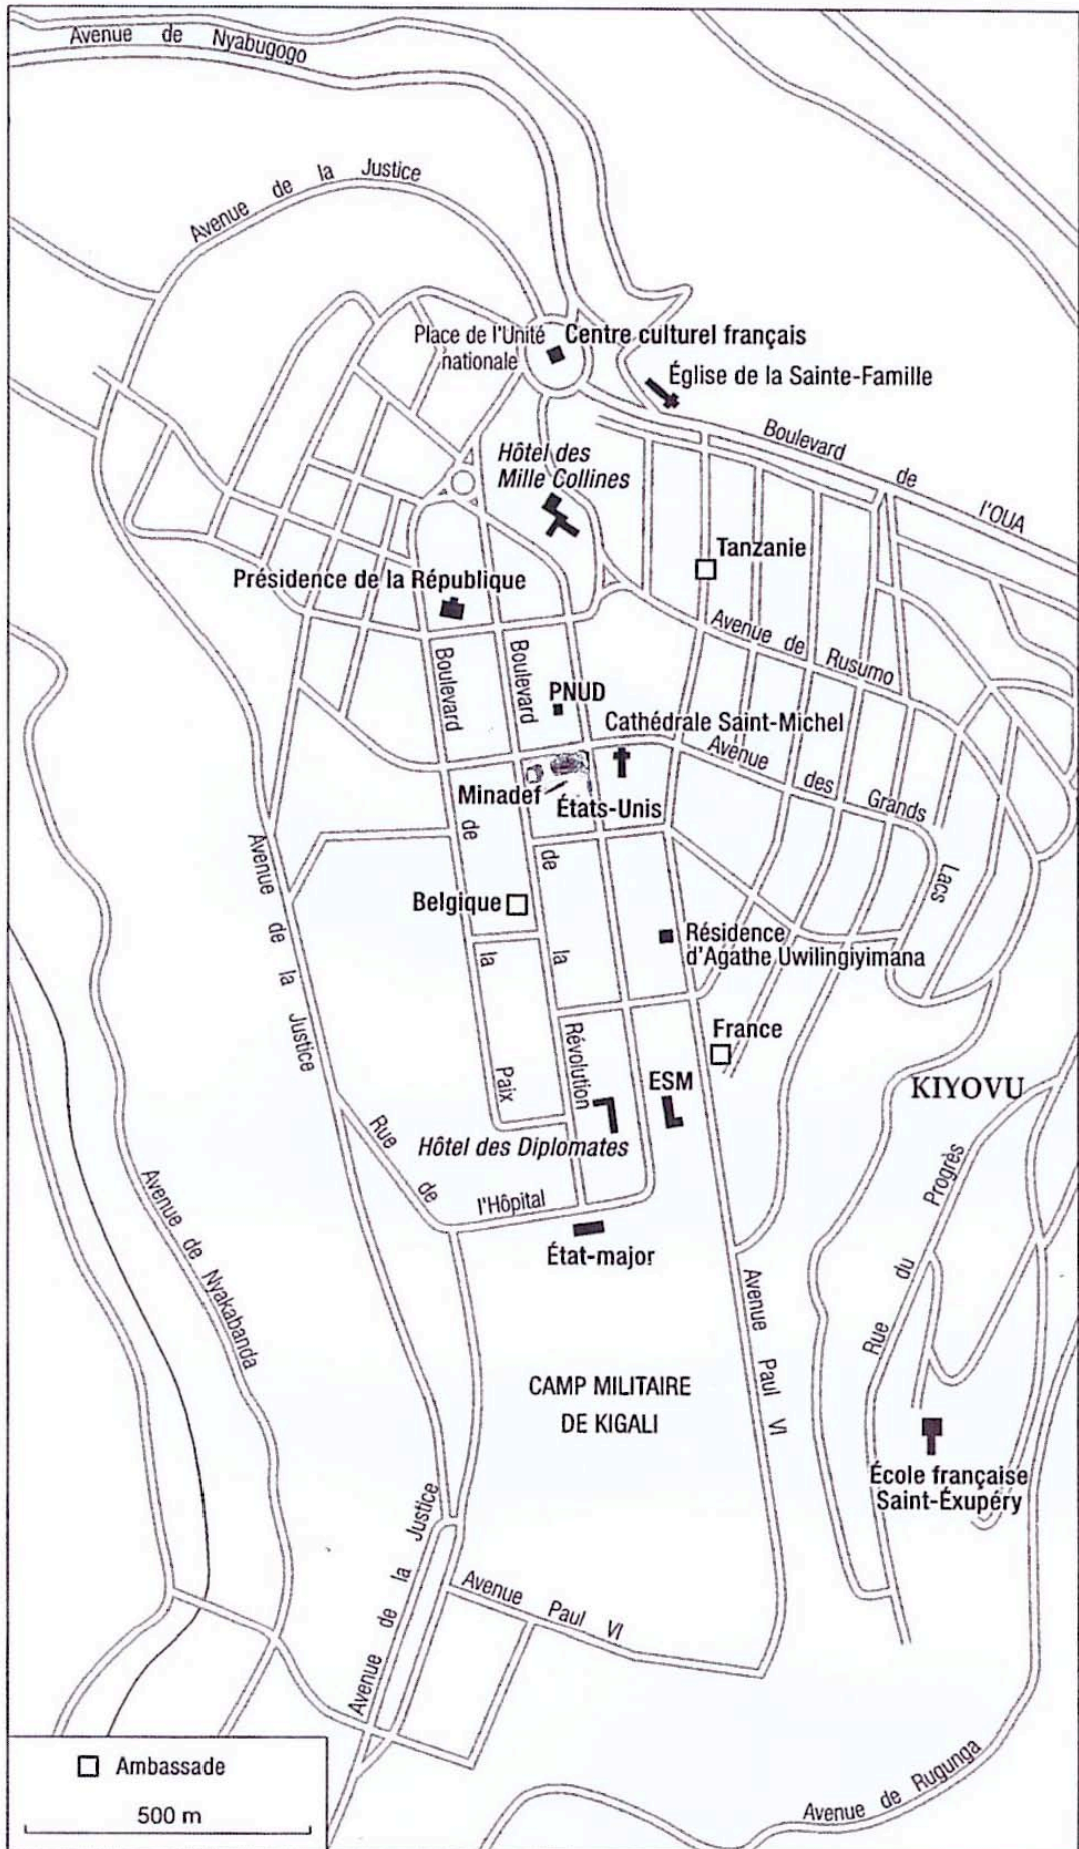 Avenue de Nyabugogo
Avenue de la Justice
Place de l'Unité
nationale
Centre culturel français
Église de la Sainte-Famille
Boulevard de l'OUA
Hôtel des
Mille Collines
Tanzanie
Présidence de la République
Avenue de Rusumo
Boulevard de la Paix
Boulevard de la Révolution
PNUD
Cathédrale Saint-Michel
Avenue des Grands Lacs
Minadef
États-Unis
Avenue de la Justice
Belgique
Résidence
d'Agathe Uwilingiyimana
France
ESM
KIYOVU
Hôtel des Diplomates
Rue de l'Hôpital
État-major
Avenue de Nyakabanda
Rue du Progrès
Avenue Paul VI
CAMP MILITAIRE
DE KIGALI
École française
Saint-Éxupéry
Avenue de la Justice
Avenue Paul VI
Avenue de Rugunga
Ambassade
500 m